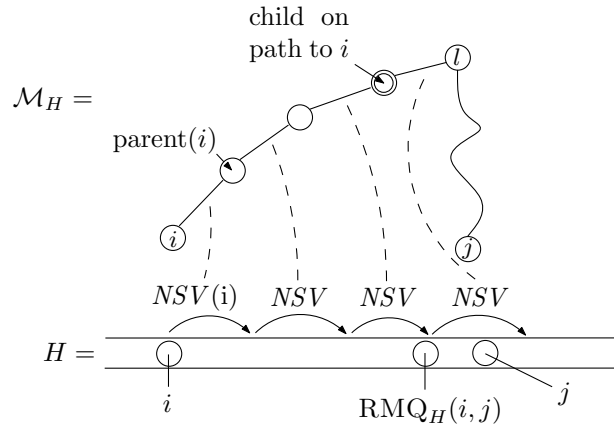 child on
path to i
l
M_H =
parent(i)
i
j
NSV(i) NSV NSV NSV
H =
i
RMQ_H(i, j)
j